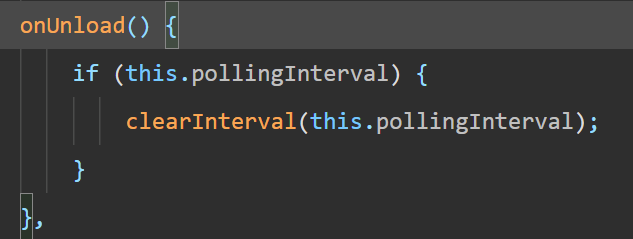 onUnload() {
    if (this.pollingInterval) {
        clearInterval(this.pollingInterval);
    }
},